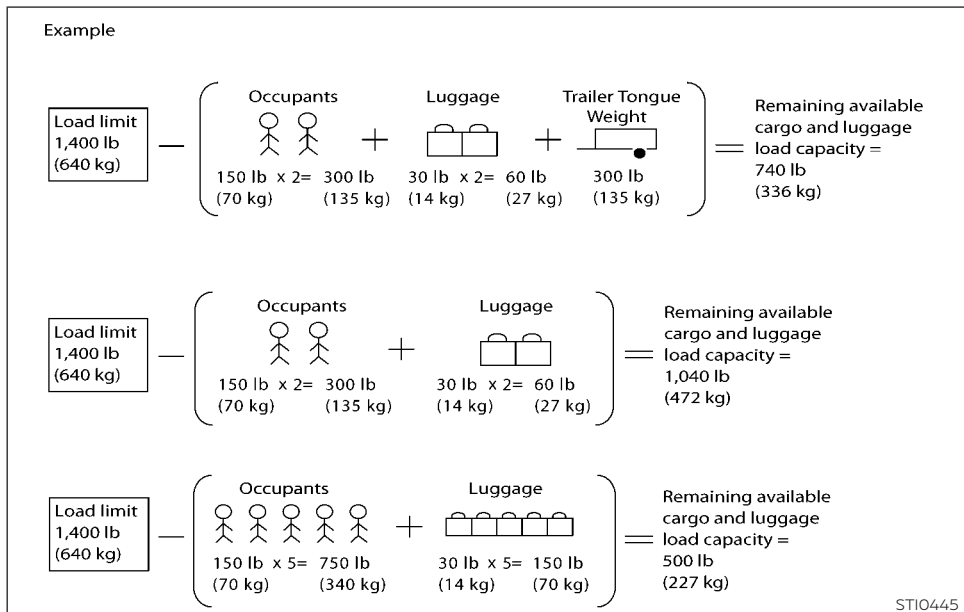 Example
Load limit
1,400 lb
(640 kg)
Occupants
150 lb x 2= 300 lb
(70 kg) (135 kg)
Luggage
30 lb x 2= 60 lb
(14 kg) (27 kg)
Trailer Tongue
Weight
300 lb
(135 kg)
Remaining available
cargo and luggage
load capacity =
740 lb
(336 kg)
Load limit
1,400 lb
(640 kg)
Occupants
150 lb x 2= 300 lb
(70 kg) (135 kg)
Luggage
30 lb x 2= 60 lb
(14 kg) (27 kg)
Remaining available
cargo and luggage
load capacity =
1,040 lb
(472 kg)
Load limit
1,400 lb
(640 kg)
Occupants
150 lb x 5= 750 lb
(70 kg) (340 kg)
Luggage
30 lb x 5= 150 lb
(14 kg) (70 kg)
Remaining available
cargo and luggage
load capacity =
500 lb
(227 kg)
STI0445